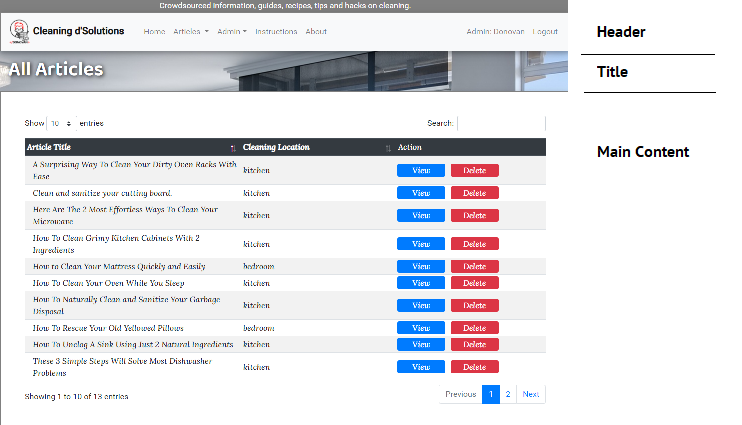 Crowdsourced information, guides, recipes, tips and hacks on cleaning.
Cleaning d'Solutions Home Articles Admin Instructions About Admin: Donovan Logout
Header
All Articles
Title
Show 10 entries Search:
Article Title Cleaning Location Action
Main Content
A Surprising Way To Clean Your Dirty Oven Racks With
Ease
kitchen View Delete
Clean and sanitize your cutting board. kitchen View Delete
Here Are The 2 Most Effortless Ways To Clean Your
Microwave
kitchen View Delete
How To Clean Grimy Kitchen Cabinets With 2
Ingredients
kitchen View Delete
How to Clean Your Mattress Quickly and Easily bedroom View Delete
How To Clean Your Oven While You Sleep kitchen View Delete
How To Naturally Clean and Sanitize Your Garbage
Disposal
kitchen View Delete
How To Rescue Your Old Yellowed Pillows bedroom View Delete
How To Unclog A Sink Using Just 2 Natural Ingredients kitchen View Delete
These 3 Simple Steps Will Solve Most Dishwasher
Problems
kitchen View Delete
Showing 1 to 10 of 13 entries Previous 1 2 Next